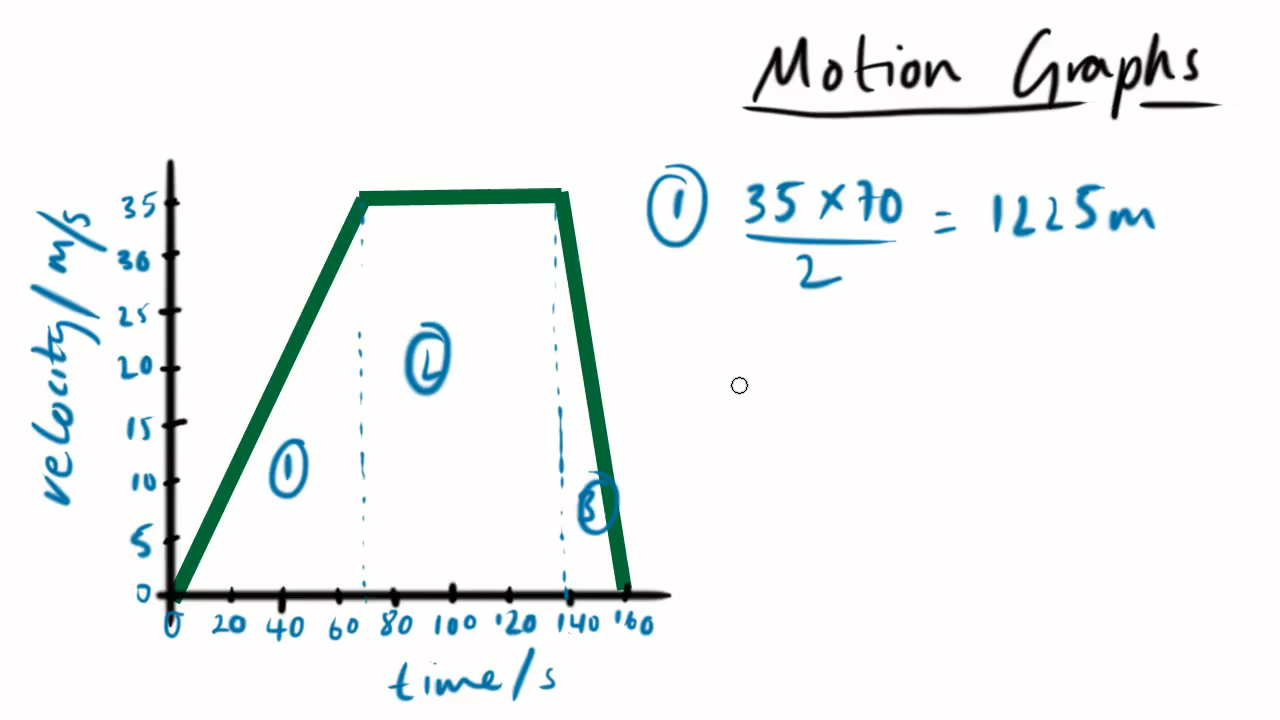 Motion Graphs
velocity/m/s
35
30
25
20
15
10
5
0
① 35 × 70 = 1225m
2
①
②
③
0 20 40 60 80 100 120 140 160
time/s